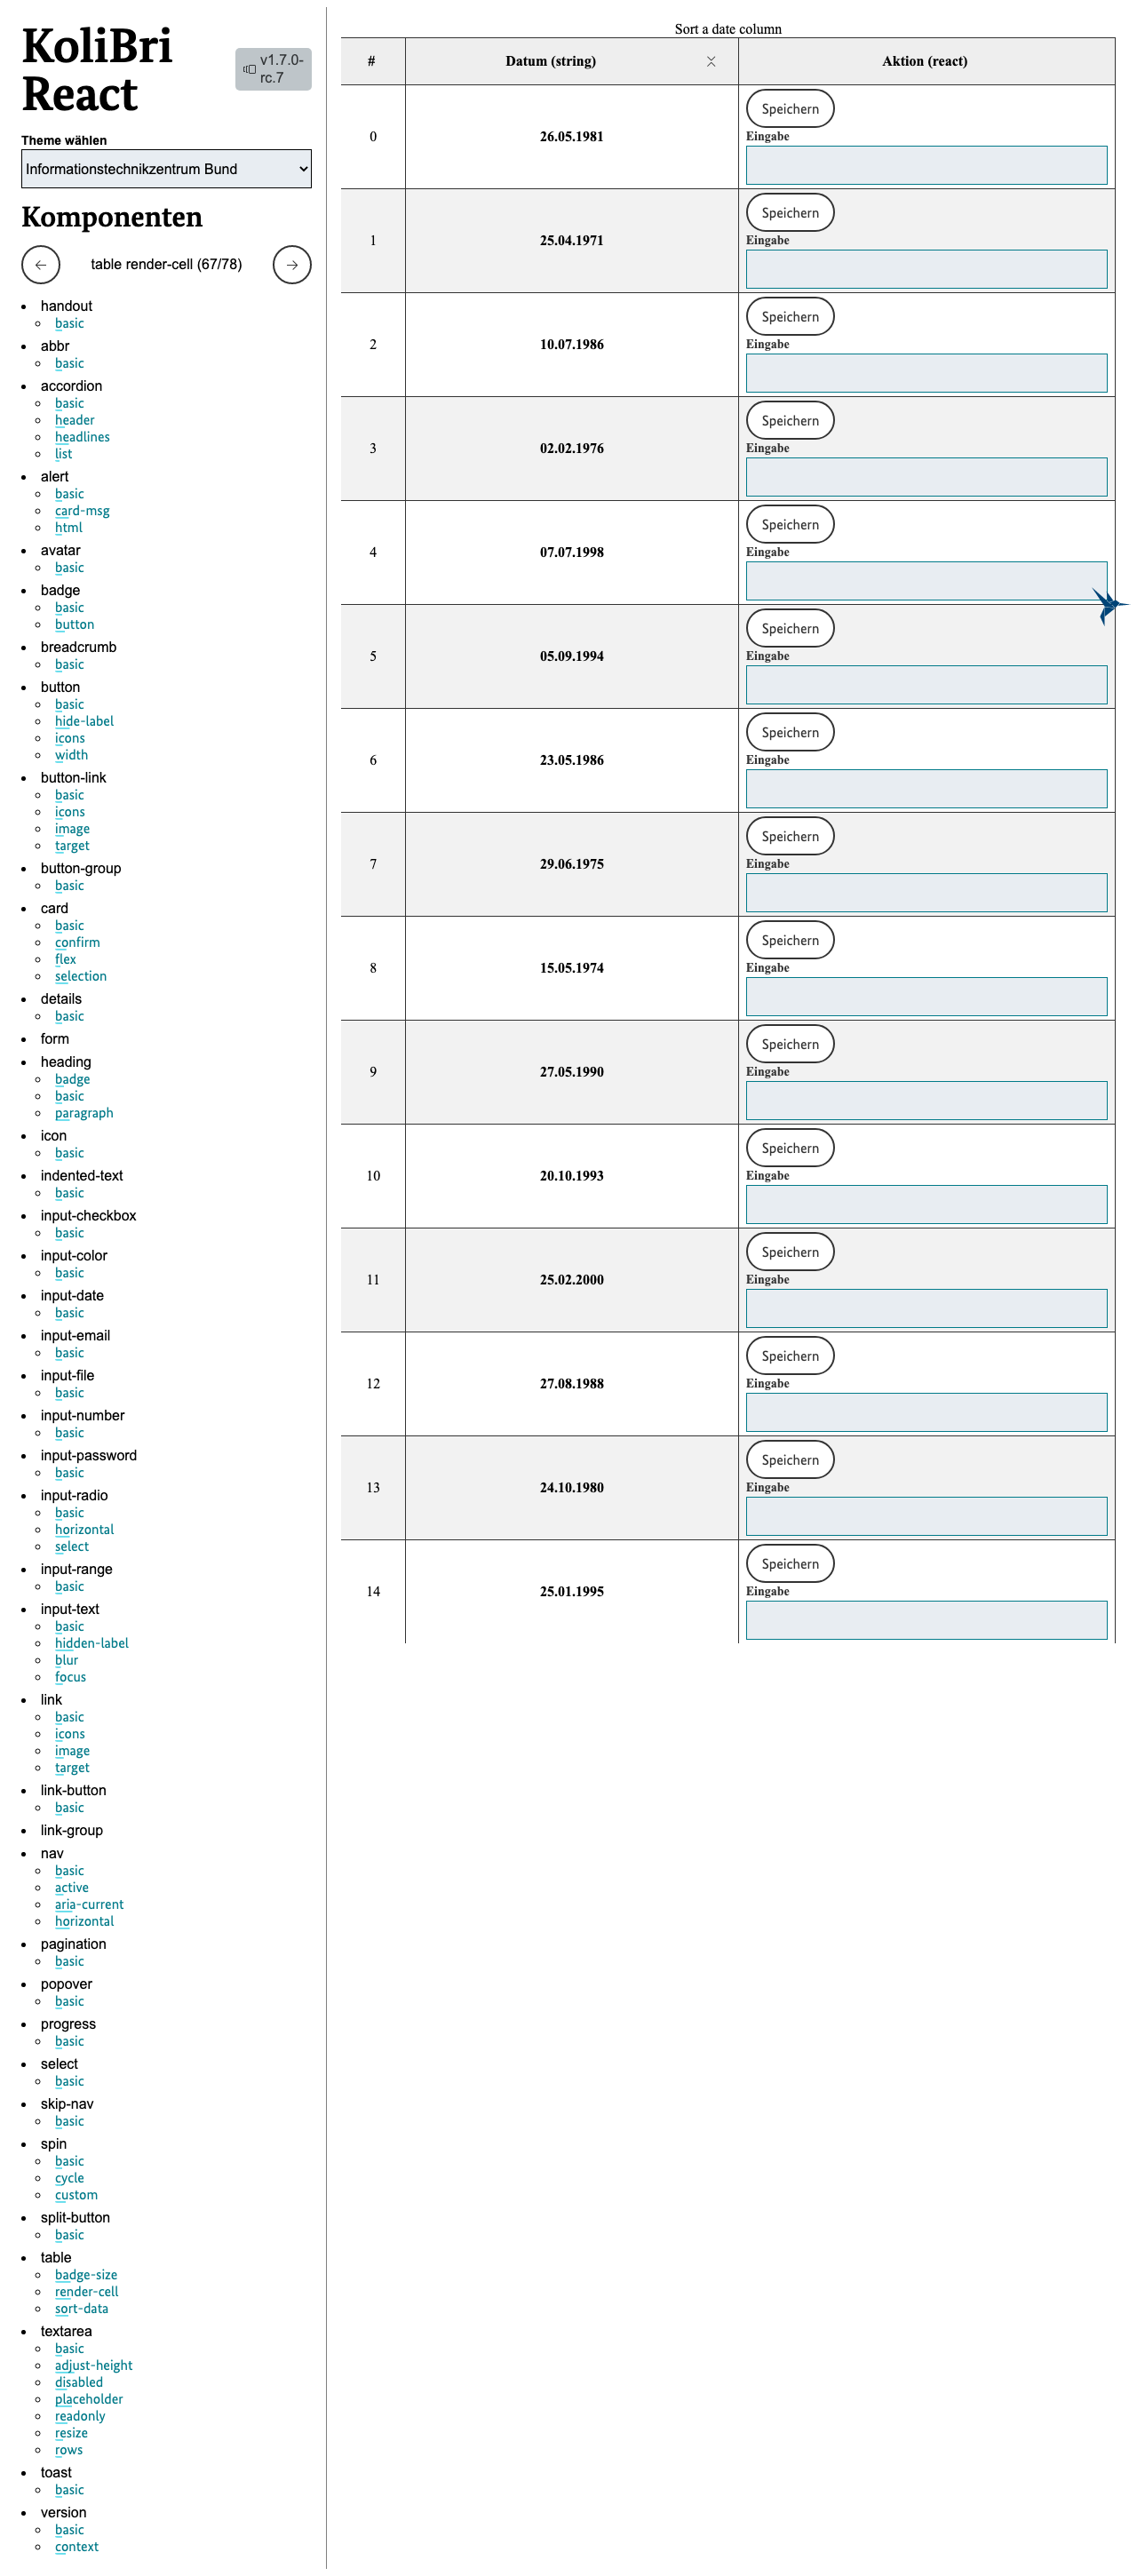 KoliBri
React
v1.7.0-
rc.7
Theme wählen
Informationstechnikzentrum Bund
Komponenten
table render-cell (67/78)
handout
basic
abbr
basic
accordion
basic
header
headlines
list
alert
basic
card-msg
html
avatar
basic
badge
basic
button
breadcrumb
basic
button
basic
hide-label
icons
width
button-link
basic
icons
image
target
button-group
basic
card
basic
confirm
flex
selection
details
basic
form
heading
badge
basic
paragraph
icon
basic
indented-text
basic
input-checkbox
basic
input-color
basic
input-date
basic
input-email
basic
input-file
basic
input-number
basic
input-password
basic
input-radio
basic
horizontal
select
input-range
basic
input-text
basic
hidden-label
blur
focus
link
basic
icons
image
target
link-button
basic
link-group
nav
basic
active
aria-current
horizontal
pagination
basic
popover
basic
progress
basic
select
basic
skip-nav
basic
spin
basic
cycle
custom
split-button
basic
table
badge-size
render-cell
sort-data
textarea
basic
adjust-height
disabled
placeholder
readonly
resize
rows
toast
basic
version
basic
context
Sort a date column
# Datum (string) Aktion (react)
Speichern
0 26.05.1981 Eingabe
Speichern
1 25.04.1971 Eingabe
Speichern
2 10.07.1986 Eingabe
Speichern
3 02.02.1976 Eingabe
Speichern
4 07.07.1998 Eingabe
Speichern
5 05.09.1994 Eingabe
Speichern
6 23.05.1986 Eingabe
Speichern
7 29.06.1975 Eingabe
Speichern
8 15.05.1974 Eingabe
Speichern
9 27.05.1990 Eingabe
Speichern
10 20.10.1993 Eingabe
Speichern
11 25.02.2000 Eingabe
Speichern
12 27.08.1988 Eingabe
Speichern
13 24.10.1980 Eingabe
Speichern
14 25.01.1995 Eingabe